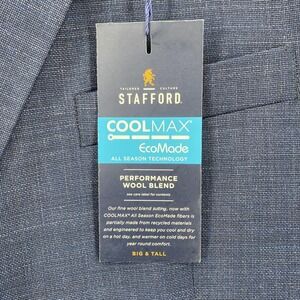 TAILORED CULTURE
STAFFORD
COOLMAX®
EcoMade
ALL SEASON TECHNOLOGY
PERFORMANCE
WOOL BLEND
see care label for contents
Our fine wool blend suiting, now with
COOLMAX® All Season EcoMade fibers is
partially made from recycled materials
and engineered to keep you cool and dry
on a hot day, and warmer on cold days for
year round comfort.
BIG & TALL